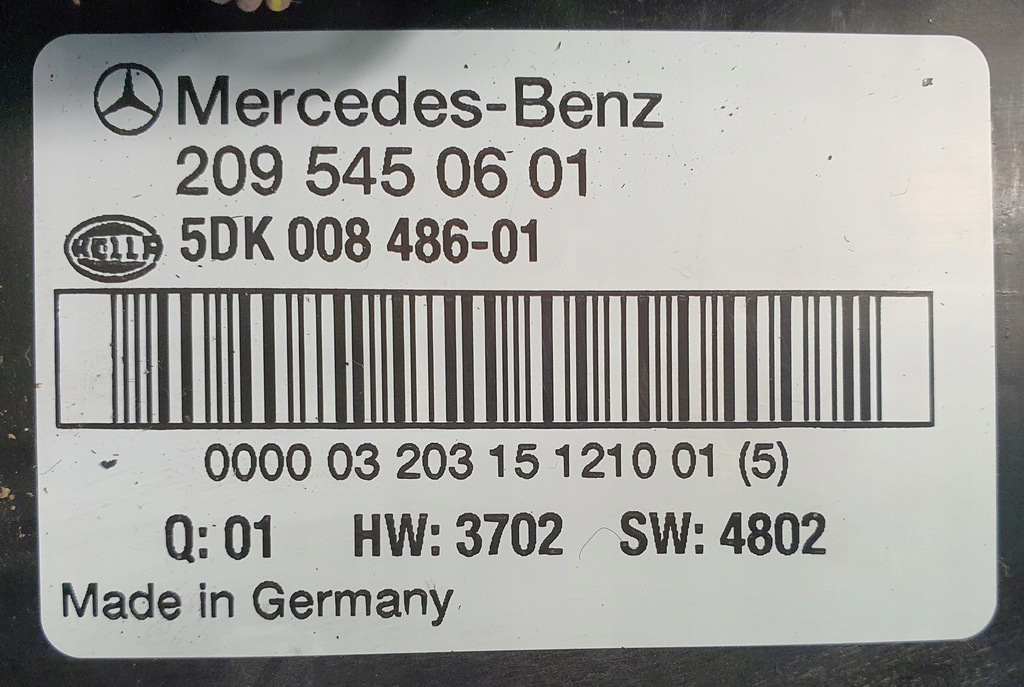 Mercedes-Benz
209 545 06 01
HELLA 5DK 008 486-01
0000 03 203 15 1210 01 (5)
Q: 01 HW: 3702 SW: 4802
Made in Germany